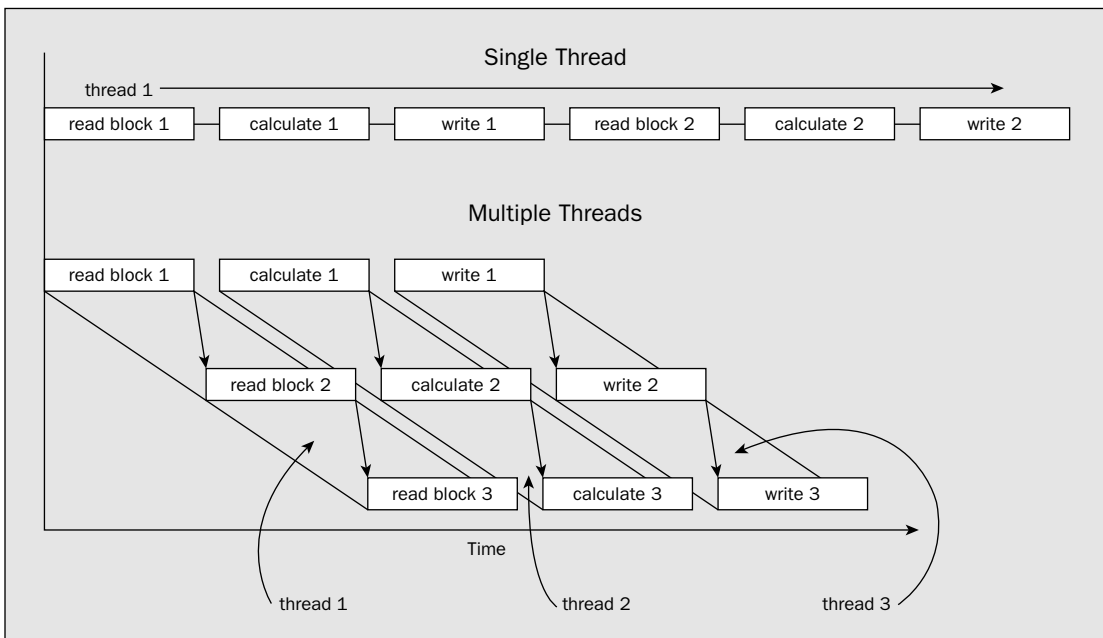 Single Thread
thread 1
read block 1 calculate 1 write 1 read block 2 calculate 2 write 2
Multiple Threads
read block 1 calculate 1 write 1
read block 2 calculate 2 write 2
read block 3 calculate 3 write 3
Time
thread 1 thread 2 thread 3